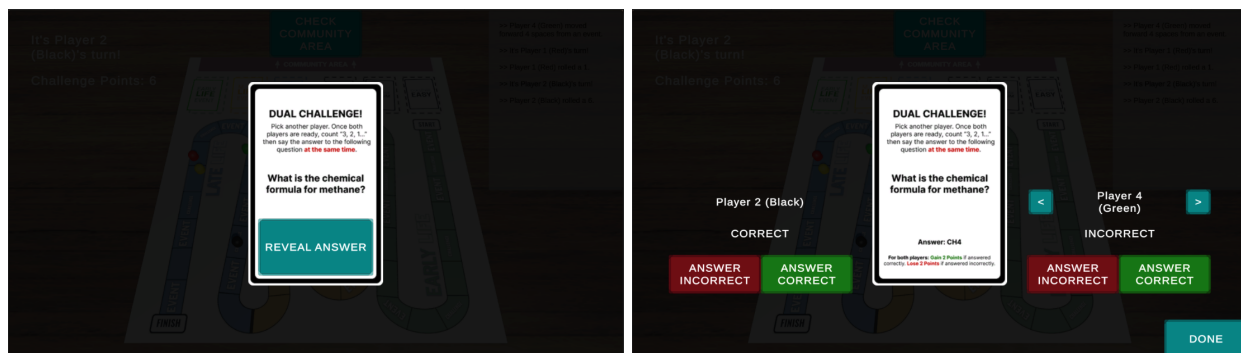 It's Player 2
(Black)'s turn!
Challenge Points: 6
CHECK
COMMUNITY
AREA
DUAL CHALLENGE!
Pick another player. Once both
players are ready, count "3, 2, 1..."
then say the answer to the following
question at the same time.
What is the chemical
formula for methane?
REVEAL ANSWER
LATE
EARLY
FINISH
It's Player 2
(Black)'s turn!
Challenge Points: 6
CHECK
COMMUNITY
AREA
DUAL CHALLENGE!
Pick another player. Once both
players are ready, count "3, 2, 1..."
then say the answer to the following
question at the same time.
What is the chemical
formula for methane?
Answer: CH4
For both players: Gain 2 Points if answered
correctly. Lose 2 Points if answered incorrectly.
Player 2 (Black)
CORRECT
ANSWER
INCORRECT
ANSWER
CORRECT
<
Player 4
(Green)
>
INCORRECT
ANSWER
INCORRECT
ANSWER
CORRECT
LATE
EARLY
FINISH
DONE